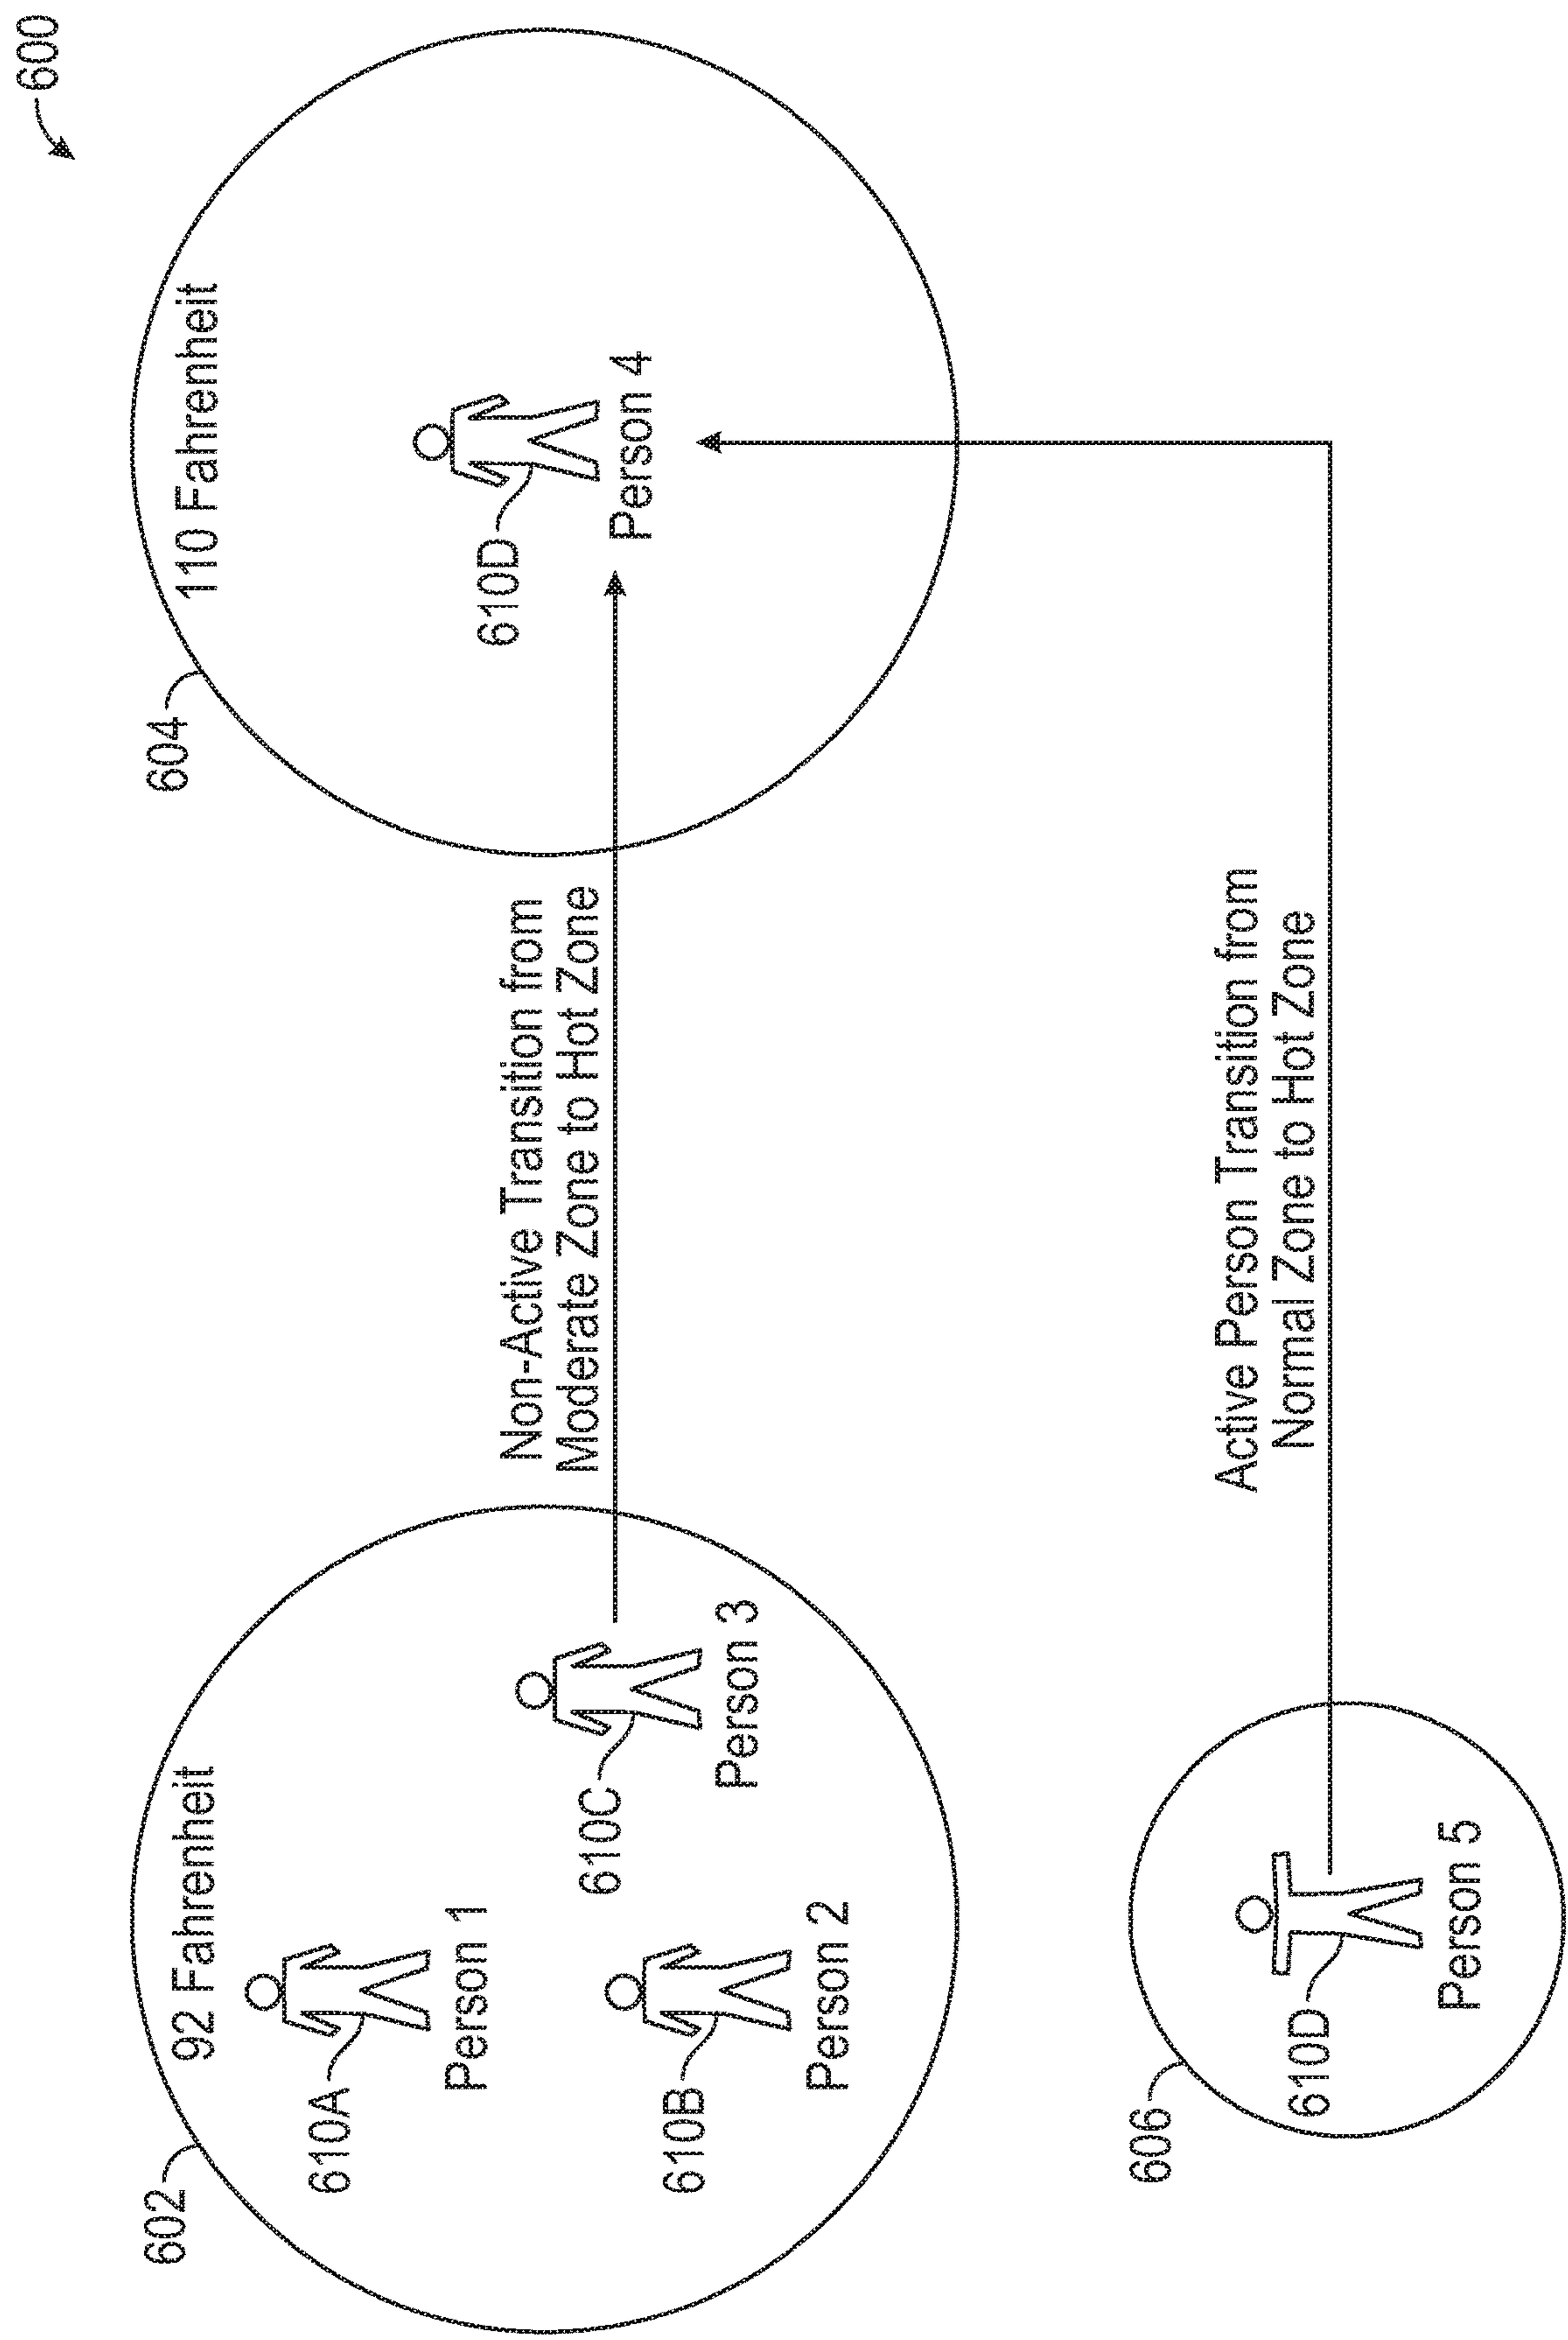 600
602
92 Fahrenheit
610A
Person 1
610B
Person 2
610C
Person 3
Non-Active Transition from
Moderate Zone to Hot Zone
604
110 Fahrenheit
610D
Person 4
606
610D
Person 5
Active Person Transition from
Normal Zone to Hot Zone